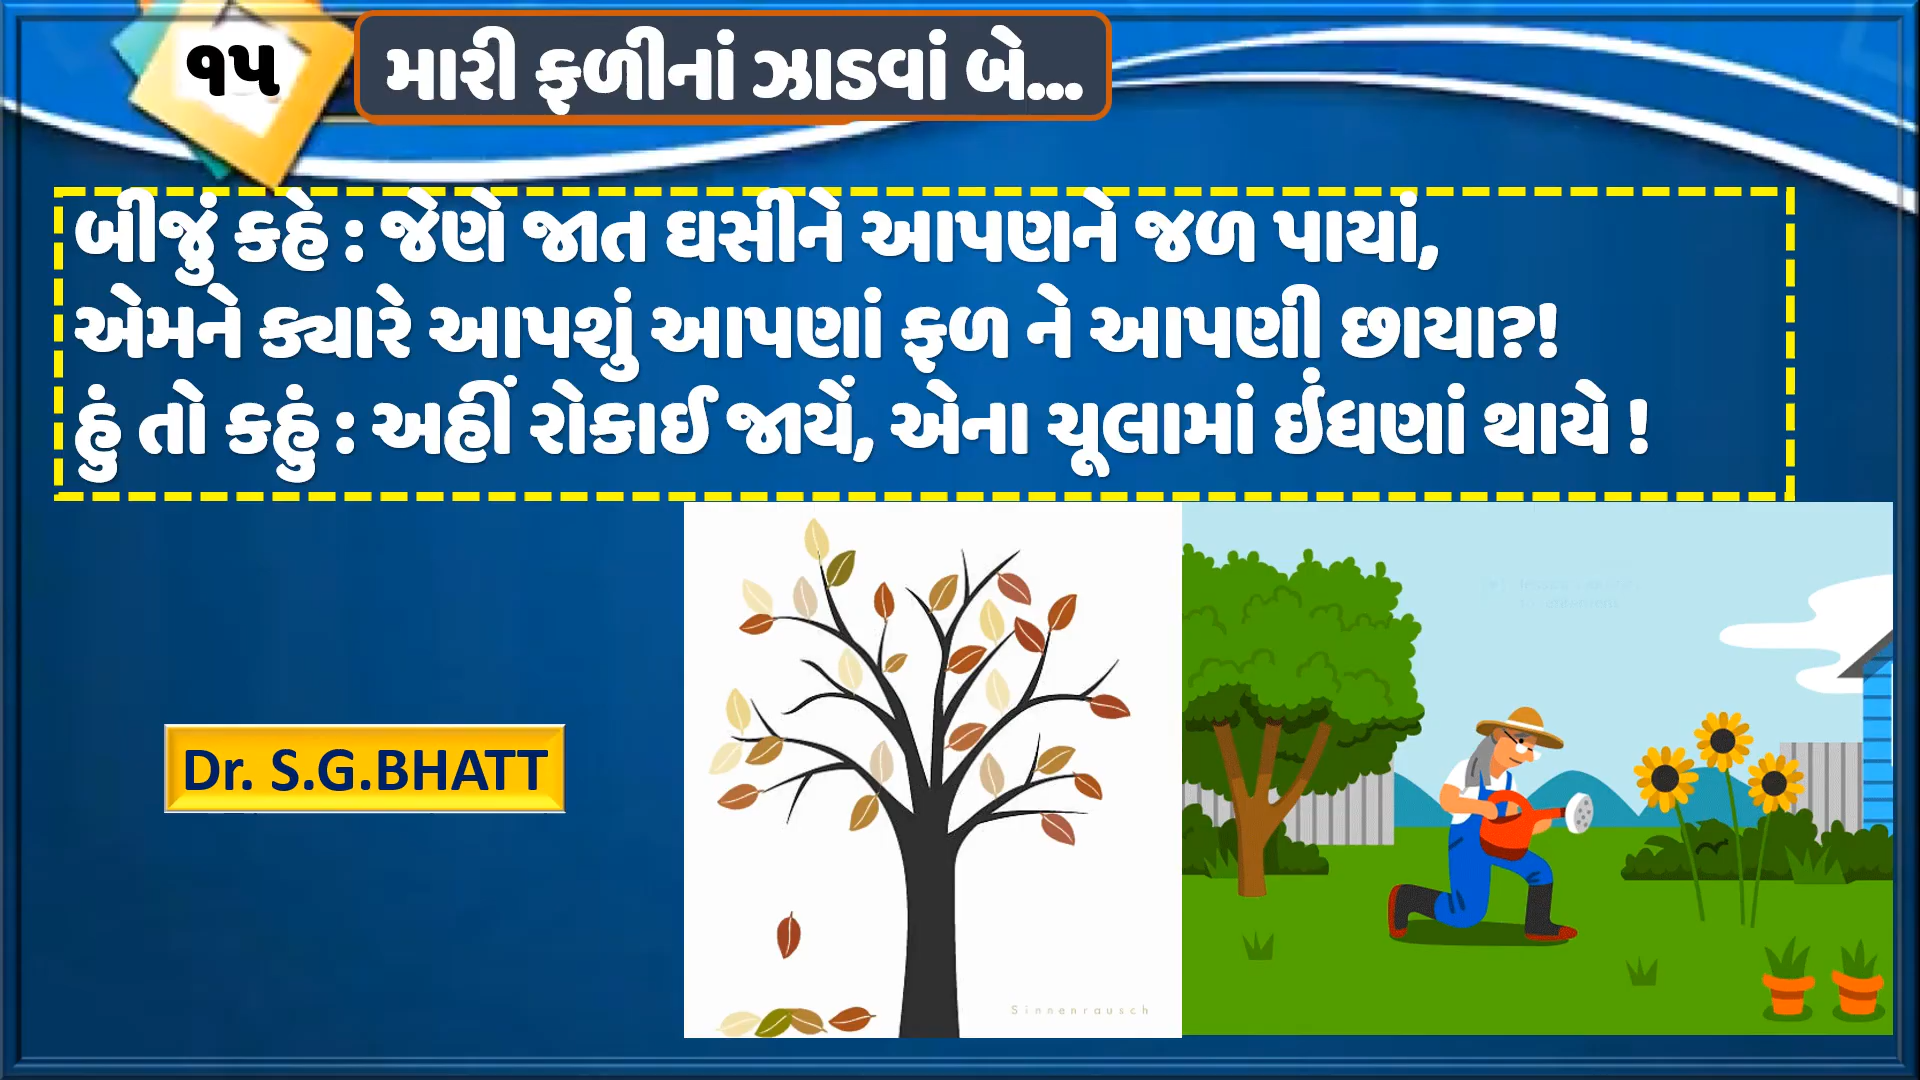 ૧૫
મારી ફળીનાં ઝાડવાં બે...
બીજું કહે : જેણે જાત ઘસીને આપણને જળ પાયાં,
એમને ક્યારે આપશું આપણાં ફળ ને આપણી છાયા?!
હું તો કહું : અહીં રોકાઈ જાયેં, એના ચૂલામાં ઇંધણાં થાયે !
Dr. S.G.BHATT
Sinnenrausch